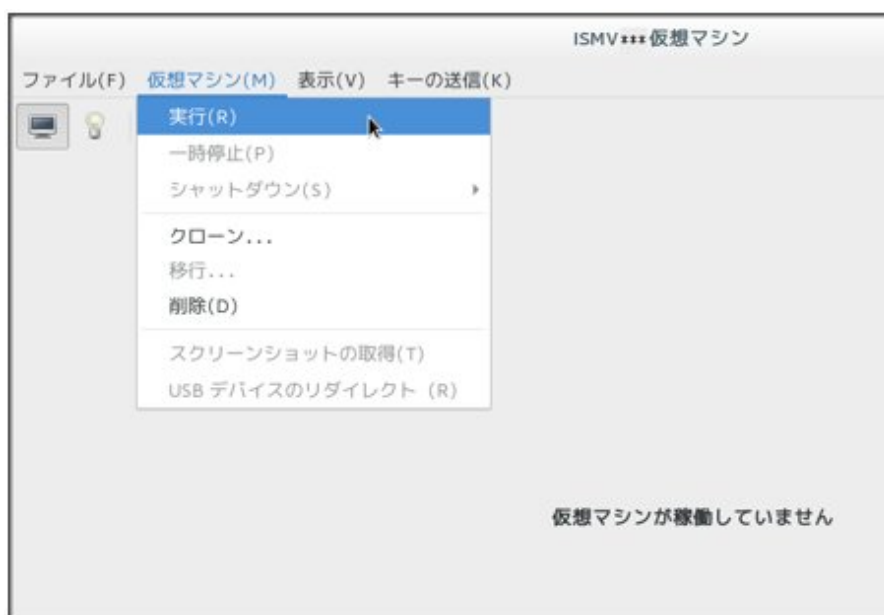 ISMV***仮想マシン
ファイル(F) 仮想マシン(M) 表示(V) キーの送信(K)
実行(R)
一時停止(P)
シャットダウン(S)
クローン...
移行...
削除(D)
スクリーンショットの取得(T)
USB デバイスのリダイレクト (R)
仮想マシンが稼働していません